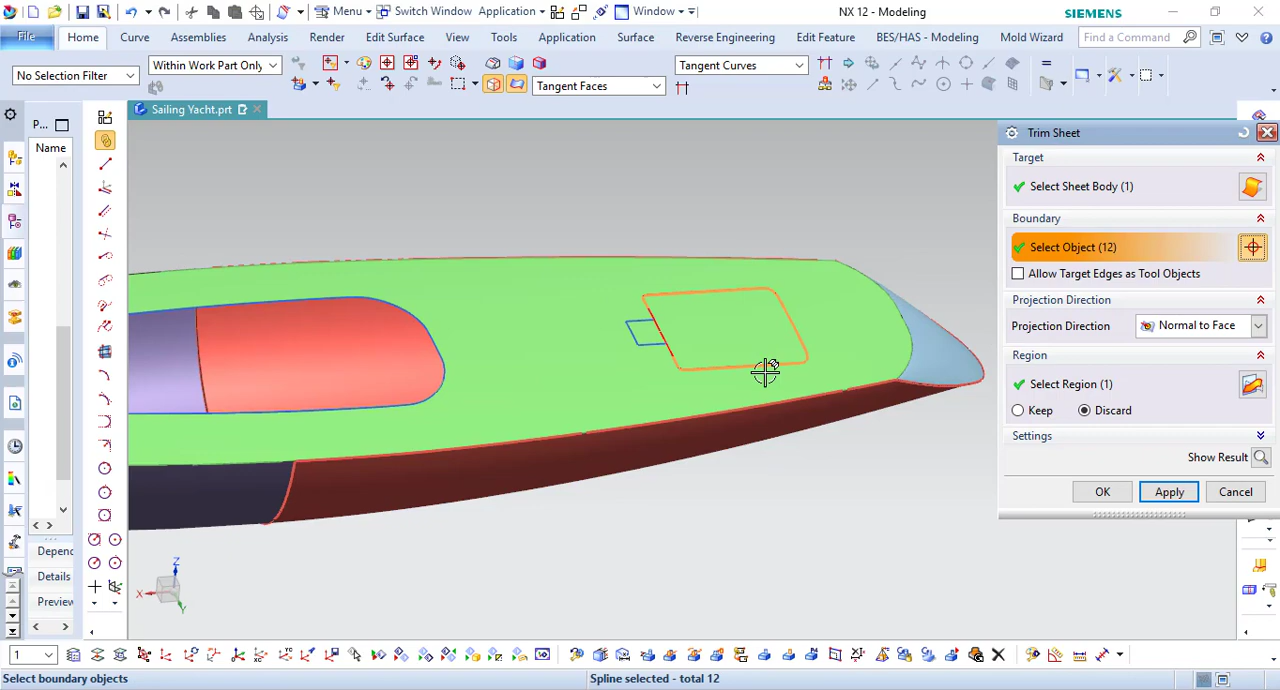 Menu
Switch Window
Application
Window
NX 12 - Modeling
SIEMENS
File
Home
Curve
Assemblies
Analysis
Render
Edit Surface
View
Tools
Application
Surface
Reverse Engineering
Edit Feature
BES/HAS - Modeling
Mold Wizard
Find a Command
No Selection Filter
Within Work Part Only
Tangent Faces
Tangent Curves
P...
Sailing Yacht.prt
Name
Trim Sheet
Target
Select Sheet Body (1)
Boundary
Select Object (12)
Allow Target Edges as Tool Objects
Projection Direction
Projection Direction
Normal to Face
Region
Select Region (1)
Keep
Discard
Settings
Show Result
OK
Apply
Cancel
Depend
Details
Preview
Z
X
Y
1
Select boundary objects
Spline selected - total 12